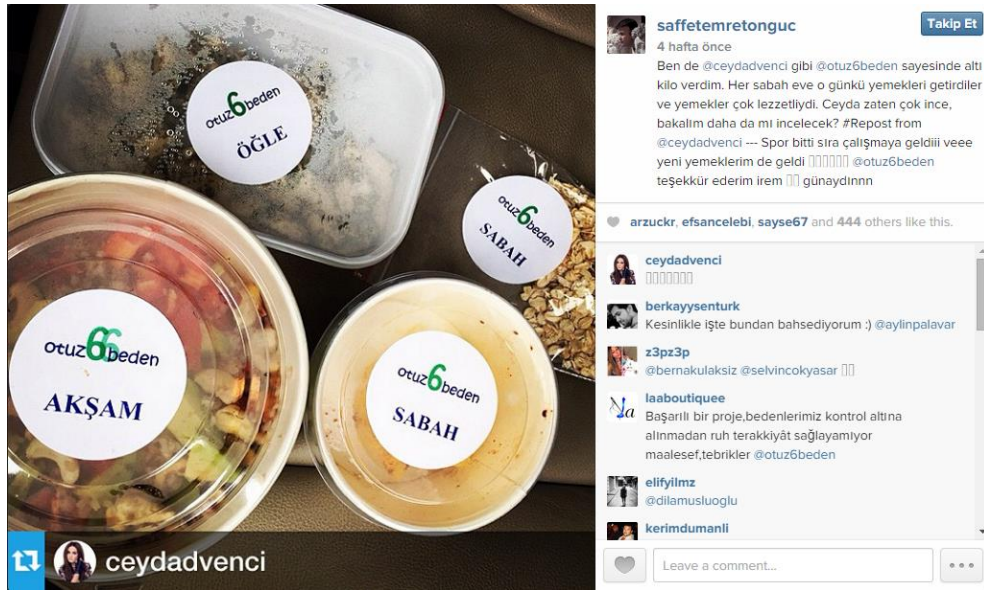 otuz6beden
ÖĞLE
otuz6beden
SABAH
otuz66beden
AKŞAM
otuz6beden
SABAH
ceydadvenci
saffetemretonguc
Takip Et
4 hafta önce
Ben de @ceydadvenci gibi @otuz6beden sayesinde altı
kilo verdim. Her sabah eve o günkü yemekleri getirdiler
ve yemekler çok lezzetliydi. Ceyda zaten çok ince,
bakalım daha da mı incelecek? #Repost from
@ceydadvenci --- Spor bitti sıra çalışmaya geldiii veee
yeni yemeklerim de geldi @otuz6beden
teşekkür ederim irem günaydınnn
arzuckr, efsancelebi, sayse67 and 444 others like this.
ceydadvenci
berkayysenturk
Kesinlikle işte bundan bahsediyorum :) @aylinpalavar
z3pz3p
@bernakulaksiz @selvincokyasar
laaboutiquee
Başarılı bir proje,bedenlerimiz kontrol altına
alınmadan ruh terakkiyât sağlayamıyor
maalesef,tebrikler @otuz6beden
elifyilmz
@dilamusluoglu
kerimdumanli
Leave a comment...